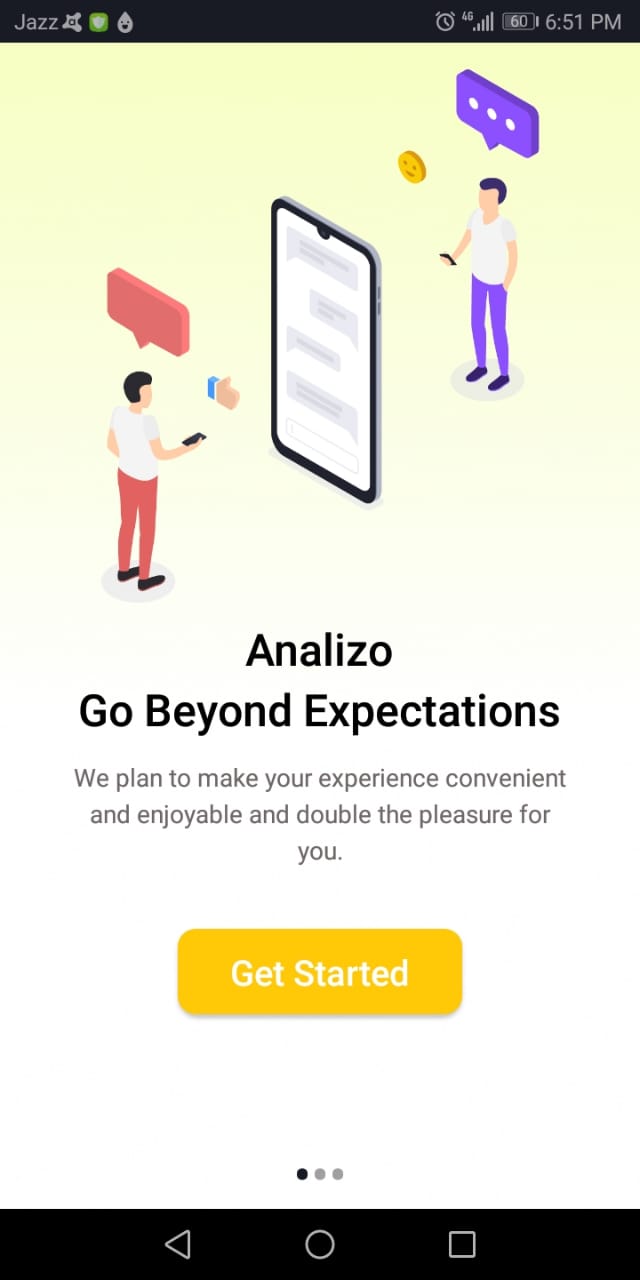 Jazz 4G 60 6:51 PM
Analizo
Go Beyond Expectations
We plan to make your experience convenient
and enjoyable and double the pleasure for
you.
Get Started